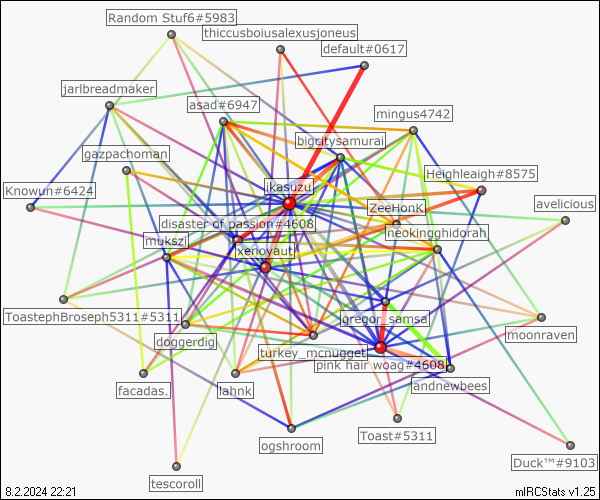 Random Stuf6#5983
thiccusboiusalexusjoneus
default#0617
jarlbreadmaker
asad#6947
mingus4742
bigcitysamurai
gazpachoman
Heighleaigh#8575
Knowun#6424
ikasuzu
ZeeHonK
avelicious
disaster of passion#4608
mukszi
neokingghidorah
xenoyaut
ToastephBroseph5311#5311
gregor_samsa
moonraven
doggerdig
turkey_mcnugget
pink hair woag#4608
facadas.
lahnk
andnewbees
ogshroom
Toast#5311
Duck™#9103
tescoroll
8.2.2024 22:21
mIRCStats v1.25